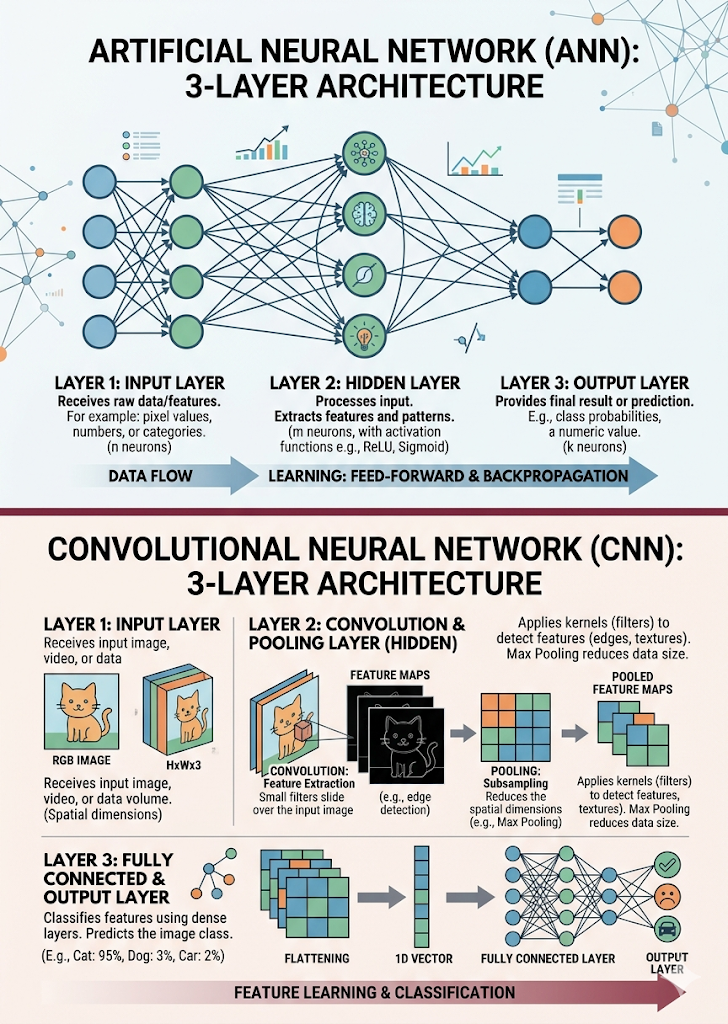 ARTIFICIAL NEURAL NETWORK (ANN):
3-LAYER ARCHITECTURE
LAYER 1: INPUT LAYER
Receives raw data/features.
For example: pixel values,
numbers, or categories.
(n neurons)
LAYER 2: HIDDEN LAYER
Processes input.
Extracts features and patterns.
(m neurons, with activation
functions e.g., ReLU, Sigmoid)
LAYER 3: OUTPUT LAYER
Provides final result or prediction.
E.g., class probabilities,
a numeric value.
(k neurons)
DATA FLOW
LEARNING: FEED-FORWARD & BACKPROPAGATION
CONVOLUTIONAL NEURAL NETWORK (CNN):
3-LAYER ARCHITECTURE
LAYER 1: INPUT LAYER
Receives input image,
video, or data
RGB IMAGE
HxWx3
Receives input image,
video, or data volume.
(Spatial dimensions)
LAYER 2: CONVOLUTION &
POOLING LAYER (HIDDEN)
Applies kernels (filters) to
detect features (edges, textures).
Max Pooling reduces data size.
FEATURE MAPS
POOLED
FEATURE MAPS
CONVOLUTION:
Feature Extraction
Small filters slide
over the input image
(e.g., edge
detection)
POOLING:
Subsampling
Reduces the
spatial dimensions
(e.g., Max Pooling)
Applies kernels (filters)
to detect features,
textures). Max Pooling
reduces data size.
LAYER 3: FULLY
CONNECTED &
OUTPUT LAYER
Classifies features using dense
layers. Predicts the image class.
(E.g., Cat: 95%, Dog: 3%, Car: 2%)
FLATTENING
1D VECTOR
FULLY CONNECTED LAYER
OUTPUT
LAYER
FEATURE LEARNING & CLASSIFICATION